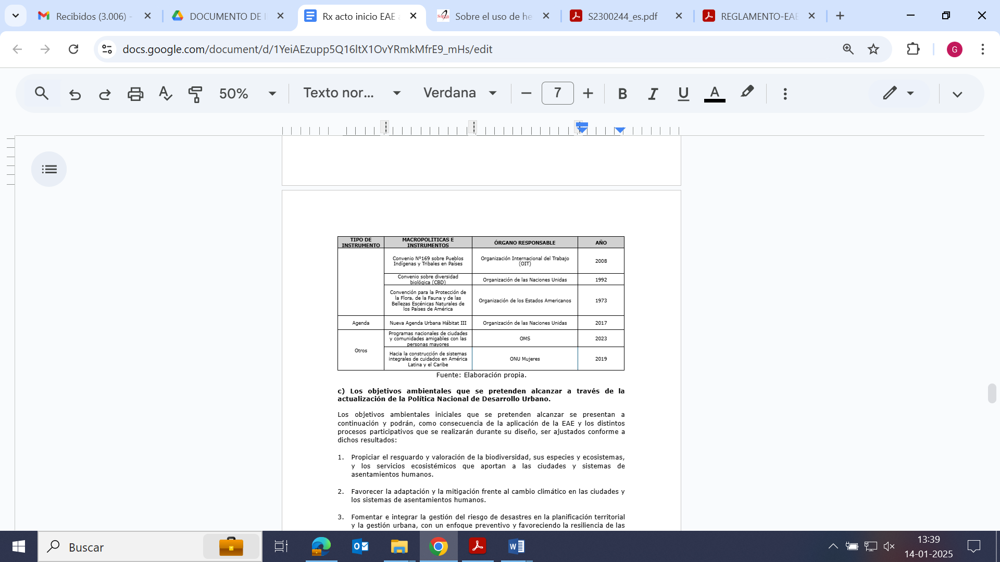 Recibidos (3.006) -
DOCUMENTO DE
Rx acto inicio EAE
Sobre el uso de he
S2300244_es.pdf
REGLAMENTO-EAE
docs.google.com/document/d/1YeiAEzupp5Q16ltX1OvYRmkMfrE9_mHs/edit
G
50%
Texto nor...
Verdana
7
B
I
U
A
TIPO DE INSTRUMENTO
MACROPOLÍTICAS E INSTRUMENTOS
ÓRGANO RESPONSABLE
AÑO
Convenio N°169 sobre Pueblos
Indígenas y Tribales en Países
Organización Internacional del Trabajo
(OIT)
2008
Convenio sobre diversidad
biológica (CBD)
Organización de las Naciones Unidas
1992
Convención para la Protección de
la Flora, de la Fauna y de las
Bellezas Escénicas Naturales de
los Países de América
Organización de los Estados Americanos
1973
Agenda
Nueva Agenda Urbana Hábitat III
Organización de las Naciones Unidas
2017
Otros
Programas nacionales de ciudades
y comunidades amigables con las
personas mayores
OMS
2023
Hacia la construcción de sistemas
integrales de cuidados en América
Latina y el Caribe
ONU Mujeres
2019
Fuente: Elaboración propia.
c) Los objetivos ambientales que se pretenden alcanzar a través de la
actualización de la Política Nacional de Desarrollo Urbano.
Los objetivos ambientales iniciales que se pretenden alcanzar se presentan a
continuación y podrán, como consecuencia de la aplicación de la EAE y los distintos
procesos participativos que se realizarán durante su diseño, ser ajustados conforme a
dichos resultados:
1. Propiciar el resguardo y valoración de la biodiversidad, sus especies y ecosistemas,
y los servicios ecosistémicos que aportan a las ciudades y sistemas de
asentamientos humanos.
2. Favorecer la adaptación y la mitigación frente al cambio climático en las ciudades y
los sistemas de asentamientos humanos.
3. Fomentar e integrar la gestión del riesgo de desastres en la planificación territorial
y la gestión urbana, con un enfoque preventivo y favoreciendo la resiliencia de las
Buscar
13:39
14-01-2025